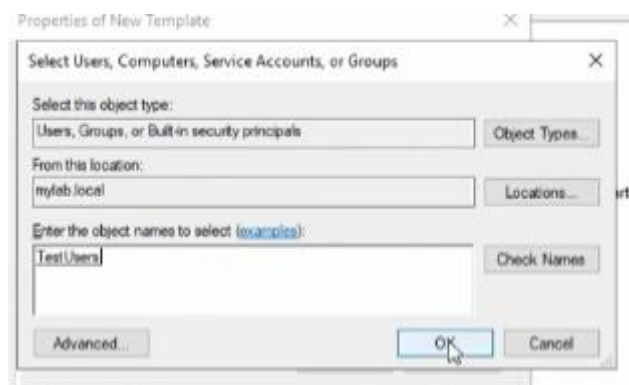 Properties of New Template
Select Users, Computers, Service Accounts, or Groups
Select this object type:
Users, Groups, or Built-in security principals
Object Types...
From this location:
mylab.local
Locations...
Enter the object names to select (examples):
TestUsers
Check Names
Advanced...
OK
Cancel